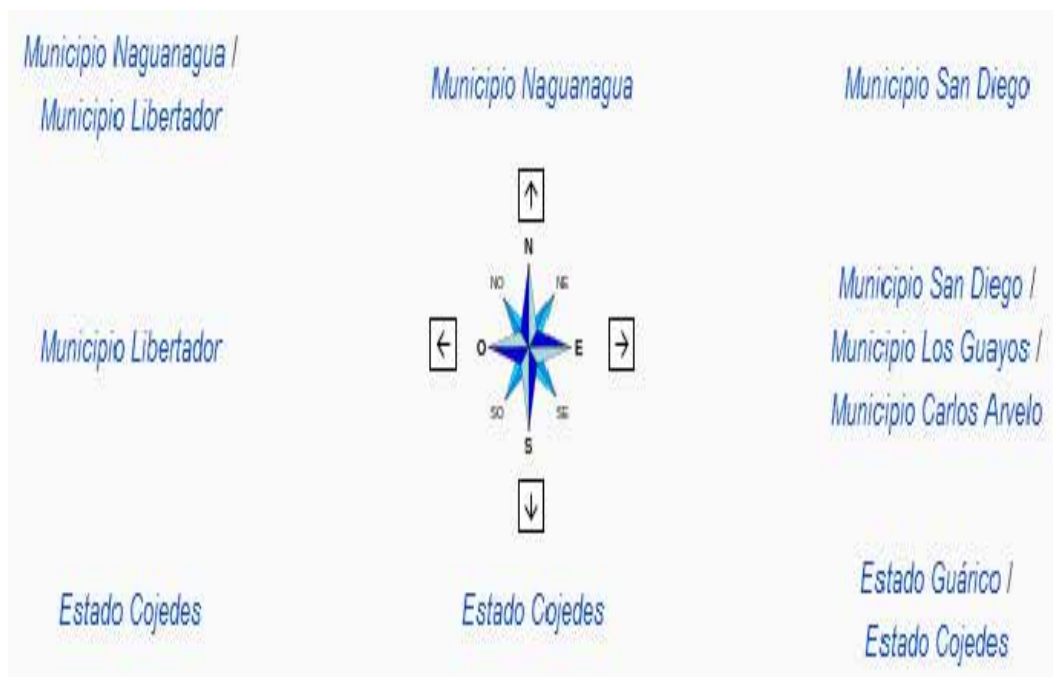 Municipio Naguanagua /
Municipio Libertador
Municipio Naguanagua
Municipio San Diego
↑
N
NO
NE
Municipio Libertador
←
O
E
→
Municipio San Diego /
Municipio Los Guayos /
Municipio Carlos Arvelo
SO
SE
S
↓
Estado Cojedes
Estado Cojedes
Estado Guárico /
Estado Cojedes